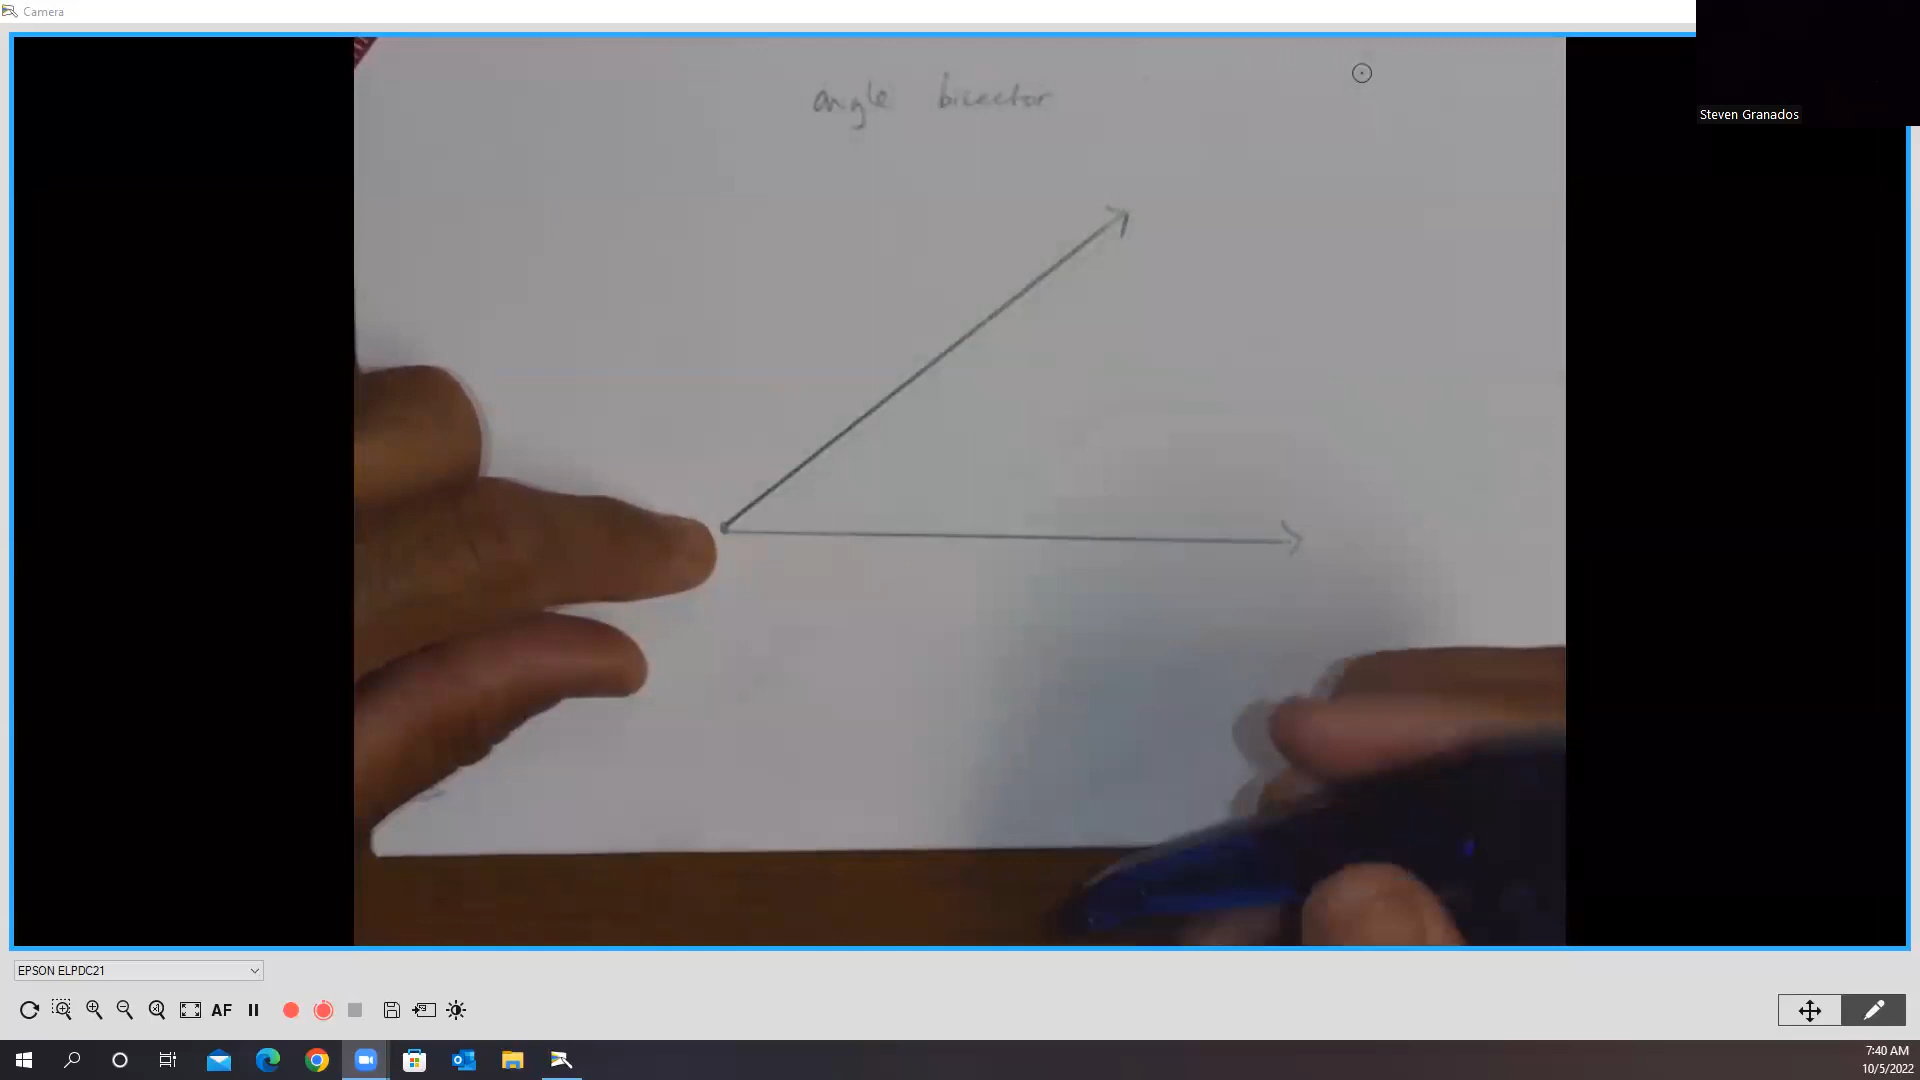 Camera
Steven Granados
angle bisector
EPSON ELPDC21
AF
7:40 AM
10/5/2022